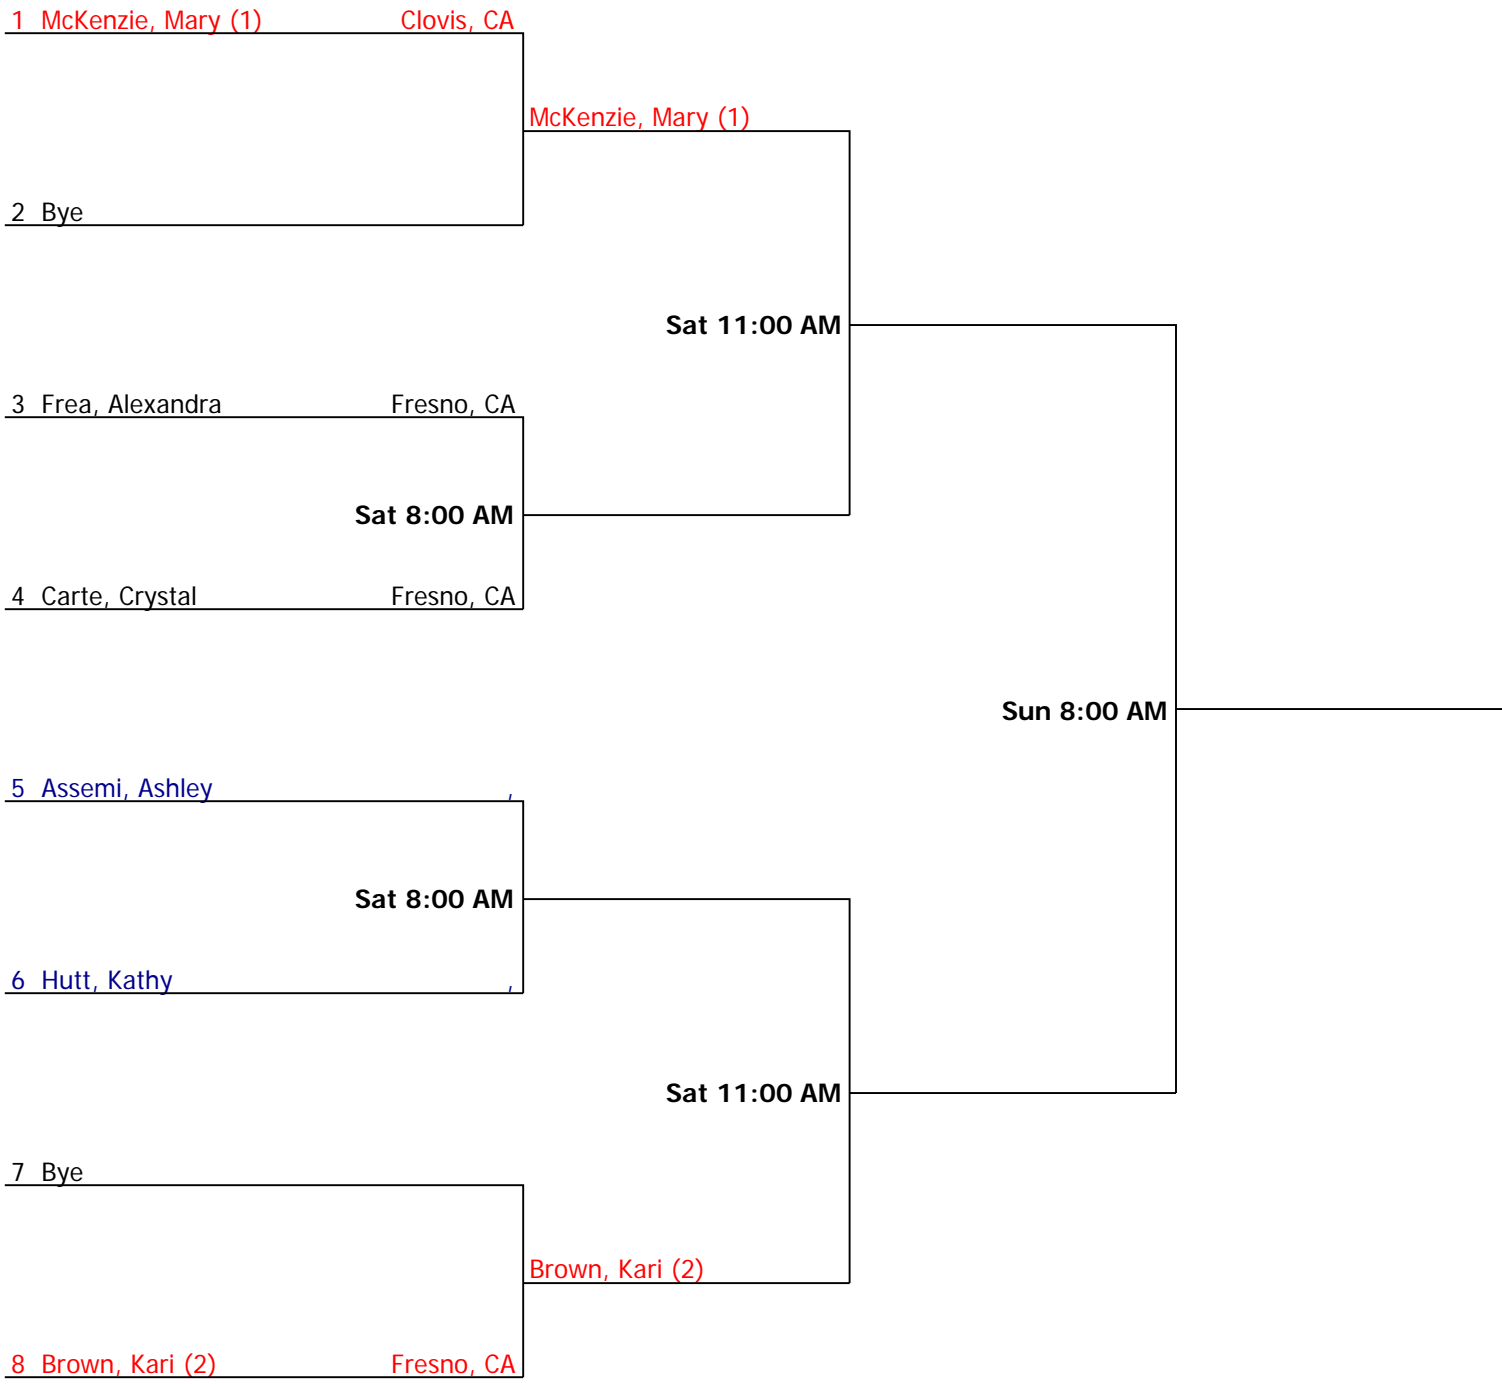 1 McKenzie, Mary (1) Clovis, CA
McKenzie, Mary (1)
2 Bye
Sat 11:00 AM
3 Frea, Alexandra Fresno, CA
Sat 8:00 AM
4 Carte, Crystal Fresno, CA
Sun 8:00 AM
5 Assemi, Ashley ,
Sat 8:00 AM
6 Hutt, Kathy ,
Sat 11:00 AM
7 Bye
Brown, Kari (2)
8 Brown, Kari (2) Fresno, CA